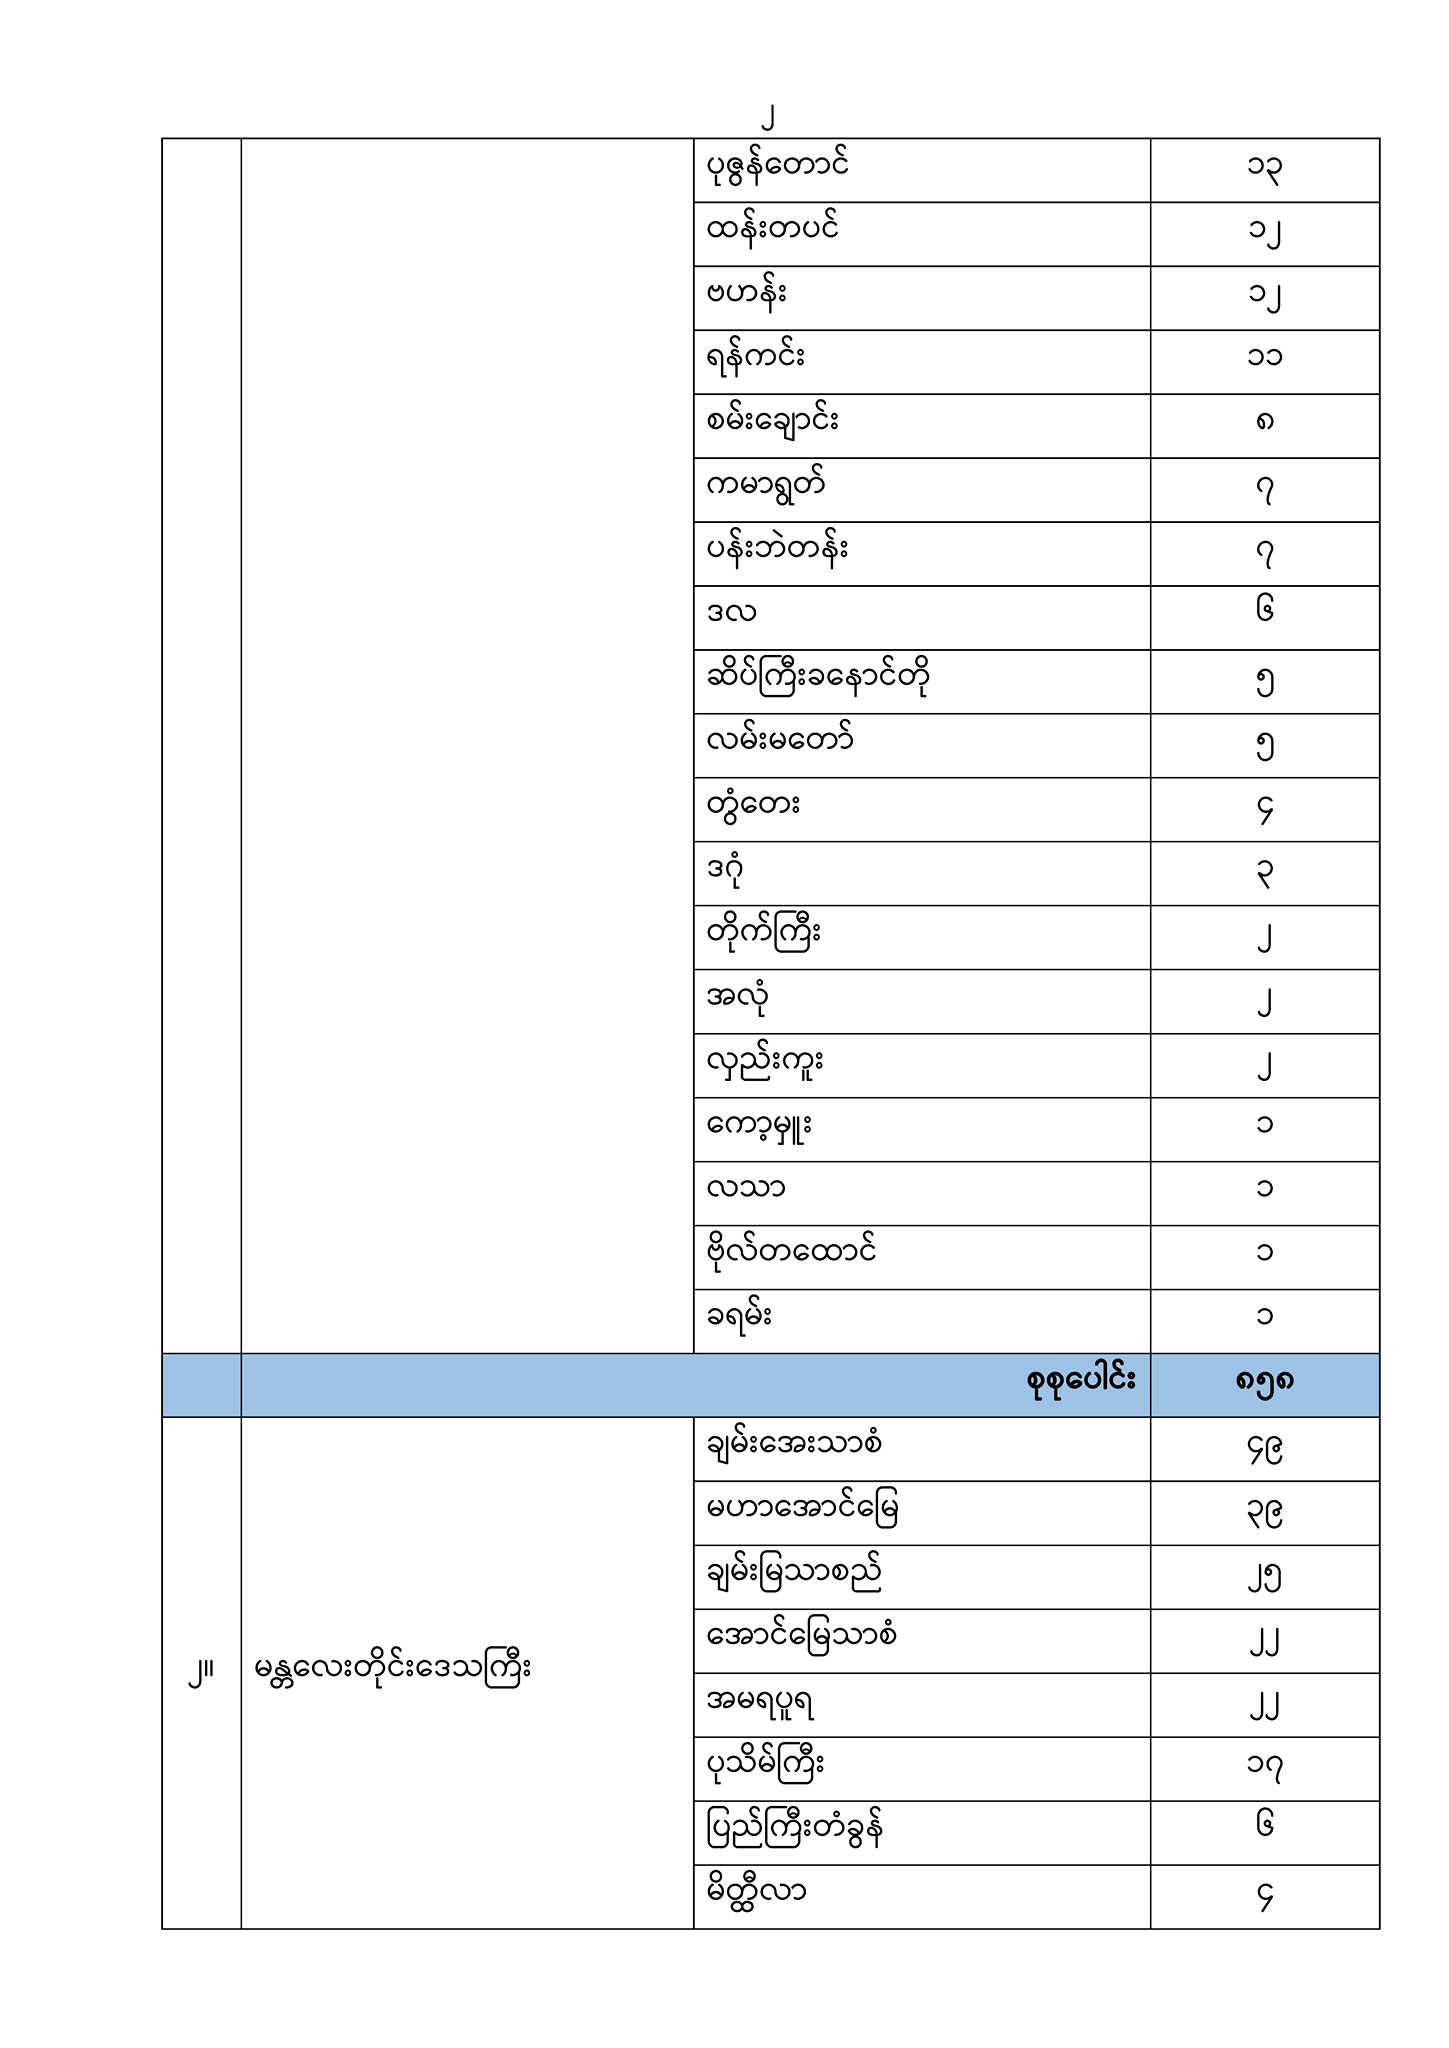 ၂
ပုဇွန်တောင် ၁၃
ထန်းတပင် ၁၂
ဗဟန်း ၁၂
ရန်ကင်း ၁၁
စမ်းချောင်း ၈
ကမာရွတ် ၇
ပန်းဘဲတန်း ၇
ဒလ ၆
ဆိပ်ကြီးခနောင်တို ၅
လမ်းမတော် ၅
တွံတေး ၄
ဒဂုံ ၃
တိုက်ကြီး ၂
အလုံ ၂
လှည်းကူး ၂
ကော့မှူး ၁
လသာ ၁
ဗိုလ်တထောင် ၁
ခရမ်း ၁
စုစုပေါင်း ၈၅၈
ချမ်းအေးသာစံ ၄၉
မဟာအောင်မြေ ၃၉
ချမ်းမြသာစည် ၂၅
အောင်မြေသာစံ ၂၂
၂။ မန္တလေးတိုင်းဒေသကြီး
အမရပူရ ၂၂
ပုသိမ်ကြီး ၁၇
ပြည်ကြီးတံခွန် ၆
မိတ္ထီလာ ၄